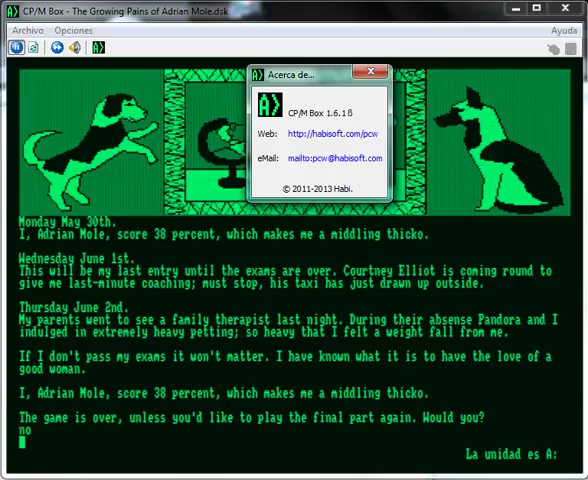 CP/M Box - The Growing Pains of Adrian Mole.dsk
Archivo Opciones Ayuda
A>
Acerca de...
A>
CP/M Box 1.6.1β
Web: http://habisoft.com/pcw
eMail: mailto:pcw@habisoft.com
© 2011-2013 Habi.
Monday May 30th.
I, Adrian Mole, score 38 percent, which makes me a middling thicko.
Wednesday June 1st.
This will be my last entry until the exams are over. Courtney Elliot is coming round to
give me last-minute coaching; must stop, his taxi has just drawn up outside.
Thursday June 2nd.
My parents went to see a family therapist last night. During their absense Pandora and I
indulged in extremely heavy petting; so heavy that I felt a weight fall from me.
If I don't pass my exams it won't matter. I have known what it is to have the love of a
good woman.
I, Adrian Mole, score 38 percent, which makes me a middling thicko.
The game is over, unless you'd like to play the final part again. Would you?
no
La unidad es A: